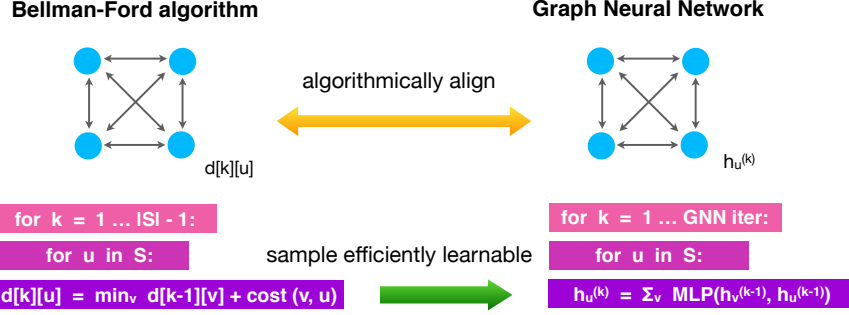 Bellman-Ford algorithm
Graph Neural Network
algorithmically align
d[k][u]
hᵤ⁽ᵏ⁾
for k = 1 ... |S| - 1:
for u in S:
d[k][u] = minᵥ d[k-1][v] + cost (v, u)
sample efficiently learnable
for k = 1 ... GNN iter:
for u in S:
hᵤ⁽ᵏ⁾ = Σᵥ MLP(hᵥ⁽ᵏ⁻¹⁾, hᵤ⁽ᵏ⁻¹⁾)